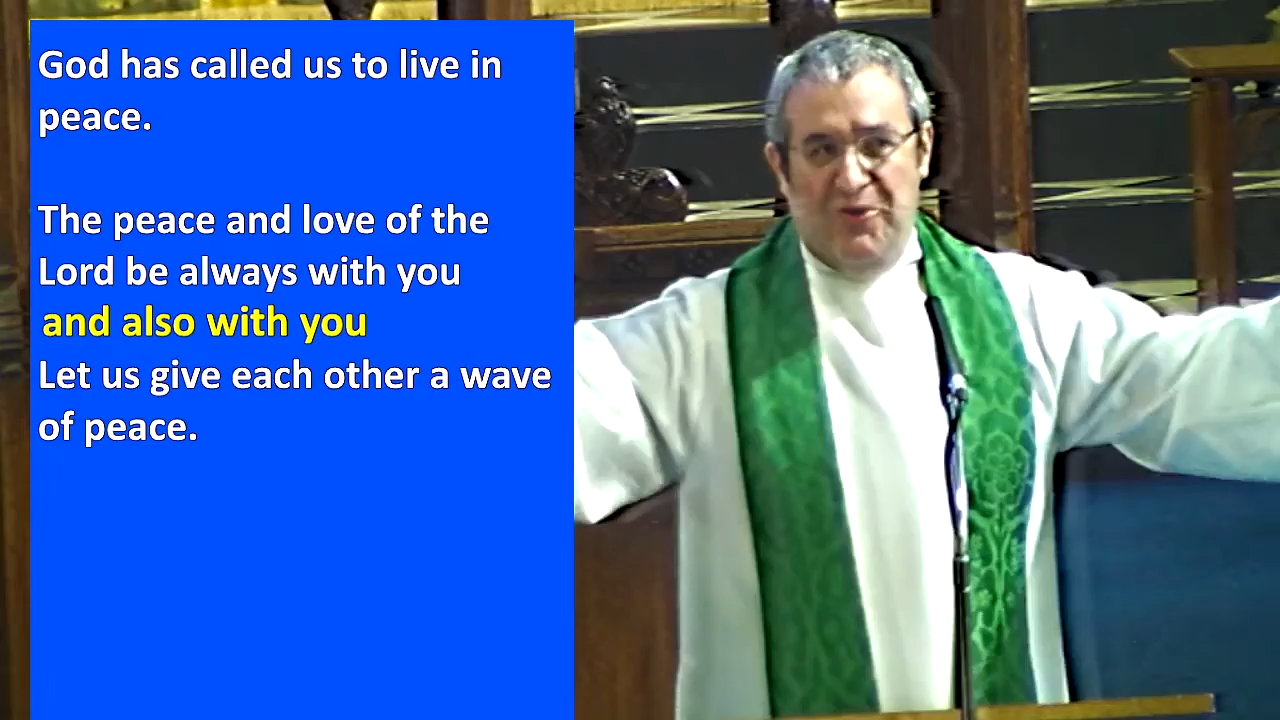 God has called us to live in
peace.
The peace and love of the
Lord be always with you
and also with you
Let us give each other a wave
of peace.